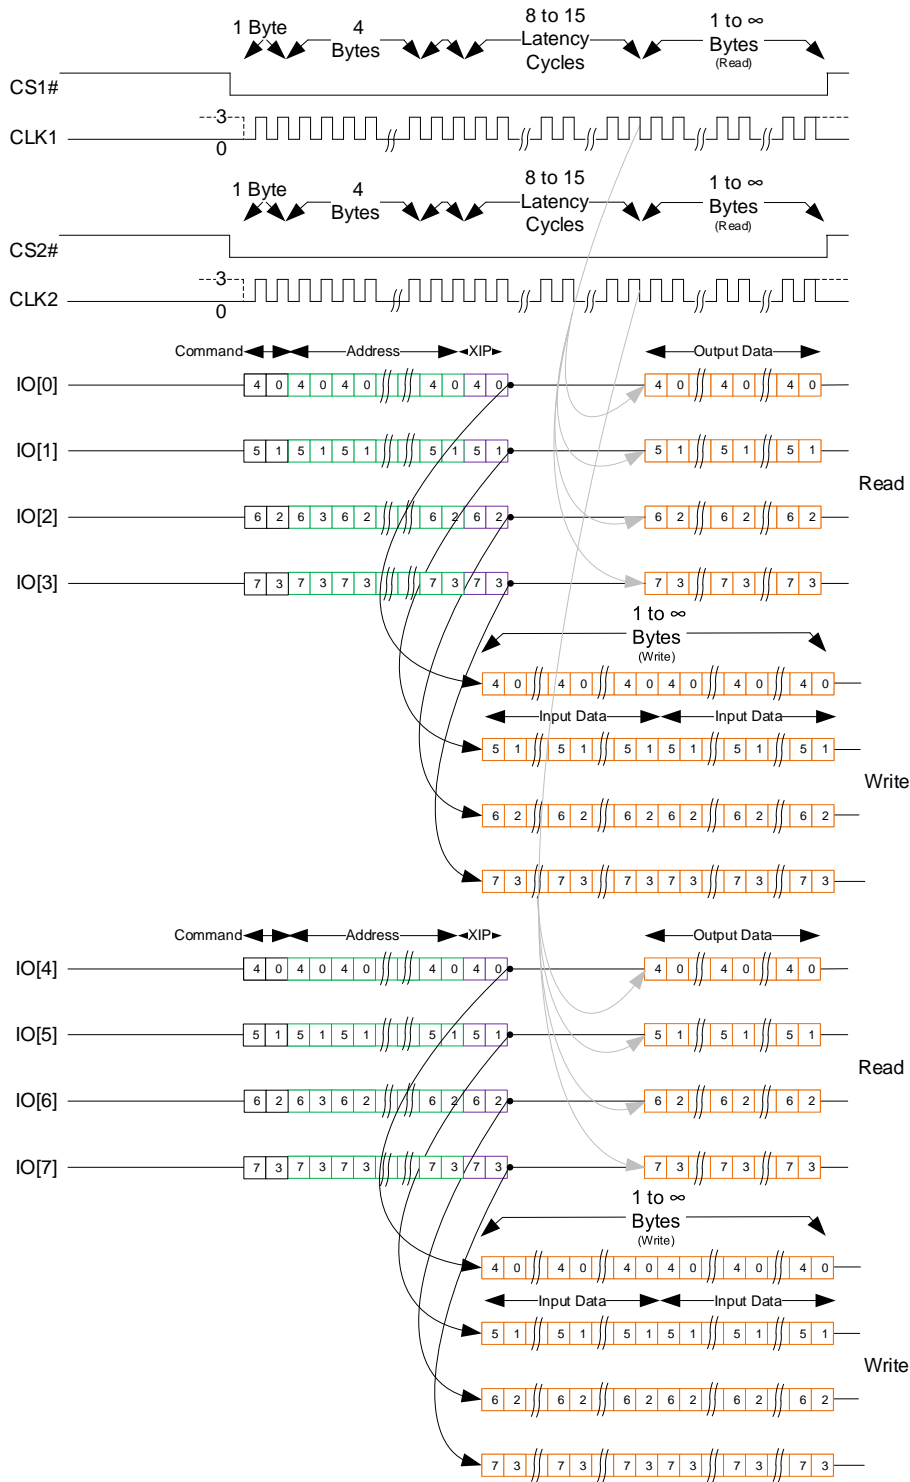 1 Byte 4 Bytes 8 to 15 Latency Cycles 1 to ∞ Bytes (Read)
CS1#
3
CLK1
0
1 Byte 4 Bytes 8 to 15 Latency Cycles 1 to ∞ Bytes (Read)
CS2#
3
CLK2
0
Command Address XIP Output Data
IO[0] 4 0 4 0 4 0 4 0 4 0 4 0 4 0 4 0
IO[1] 5 1 5 1 5 1 5 1 5 1 5 1 5 1 5 1
Read
IO[2] 6 2 6 3 6 2 6 2 6 2 6 2 6 2 6 2
IO[3] 7 3 7 3 7 3 7 3 7 3 7 3 7 3 7 3
1 to ∞
Bytes
(Write)
4 0 4 0 4 0 4 0 4 0 4 0
Input Data Input Data
5 1 5 1 5 1 5 1 5 1 5 1
Write
6 2 6 2 6 2 6 2 6 2 6 2
7 3 7 3 7 3 7 3 7 3 7 3
Command Address XIP Output Data
IO[4] 4 0 4 0 4 0 4 0 4 0 4 0 4 0 4 0
IO[5] 5 1 5 1 5 1 5 1 5 1 5 1 5 1 5 1
Read
IO[6] 6 2 6 3 6 2 6 2 6 2 6 2 6 2 6 2
IO[7] 7 3 7 3 7 3 7 3 7 3 7 3 7 3 7 3
1 to ∞
Bytes
(Write)
4 0 4 0 4 0 4 0 4 0 4 0
Input Data Input Data
5 1 5 1 5 1 5 1 5 1 5 1
Write
6 2 6 2 6 2 6 2 6 2 6 2
7 3 7 3 7 3 7 3 7 3 7 3